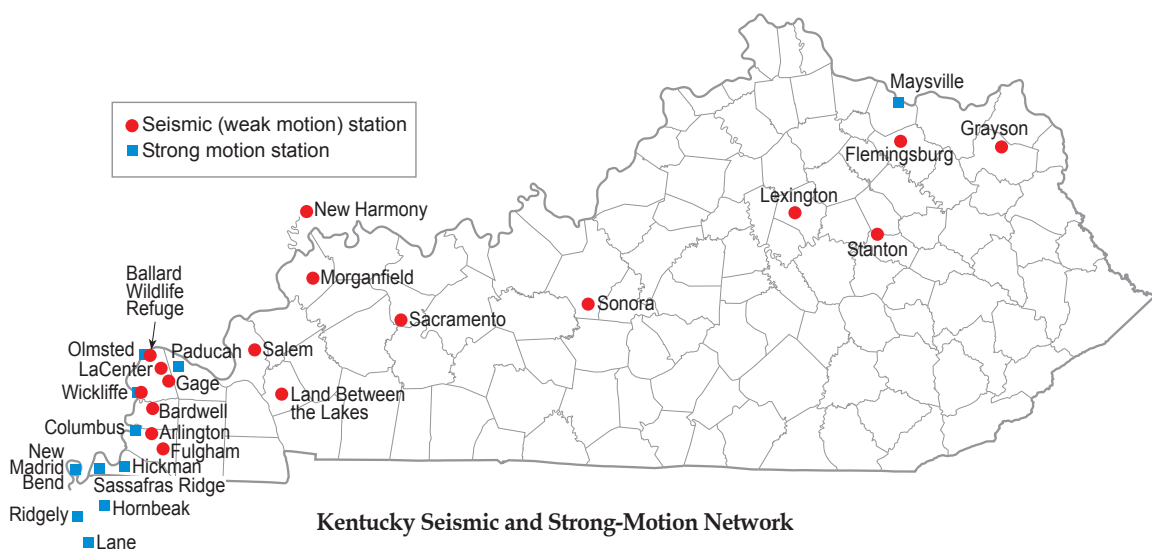 Maysville
Seismic (weak motion) station
Strong motion station
Grayson
Flemingsburg
Lexington
New Harmony
Stanton
Ballard
Wildlife
Refuge
Morganfield
Sonora
Sacramento
Olmsted
Paducah
Salem
LaCenter
Gage
Wickliffe
Land Between
the Lakes
Bardwell
Columbus
Arlington
New
Madrid
Bend
Fulgham
Hickman
Sassafras Ridge
Hornbeak
Ridgely
Kentucky Seismic and Strong-Motion Network
Lane